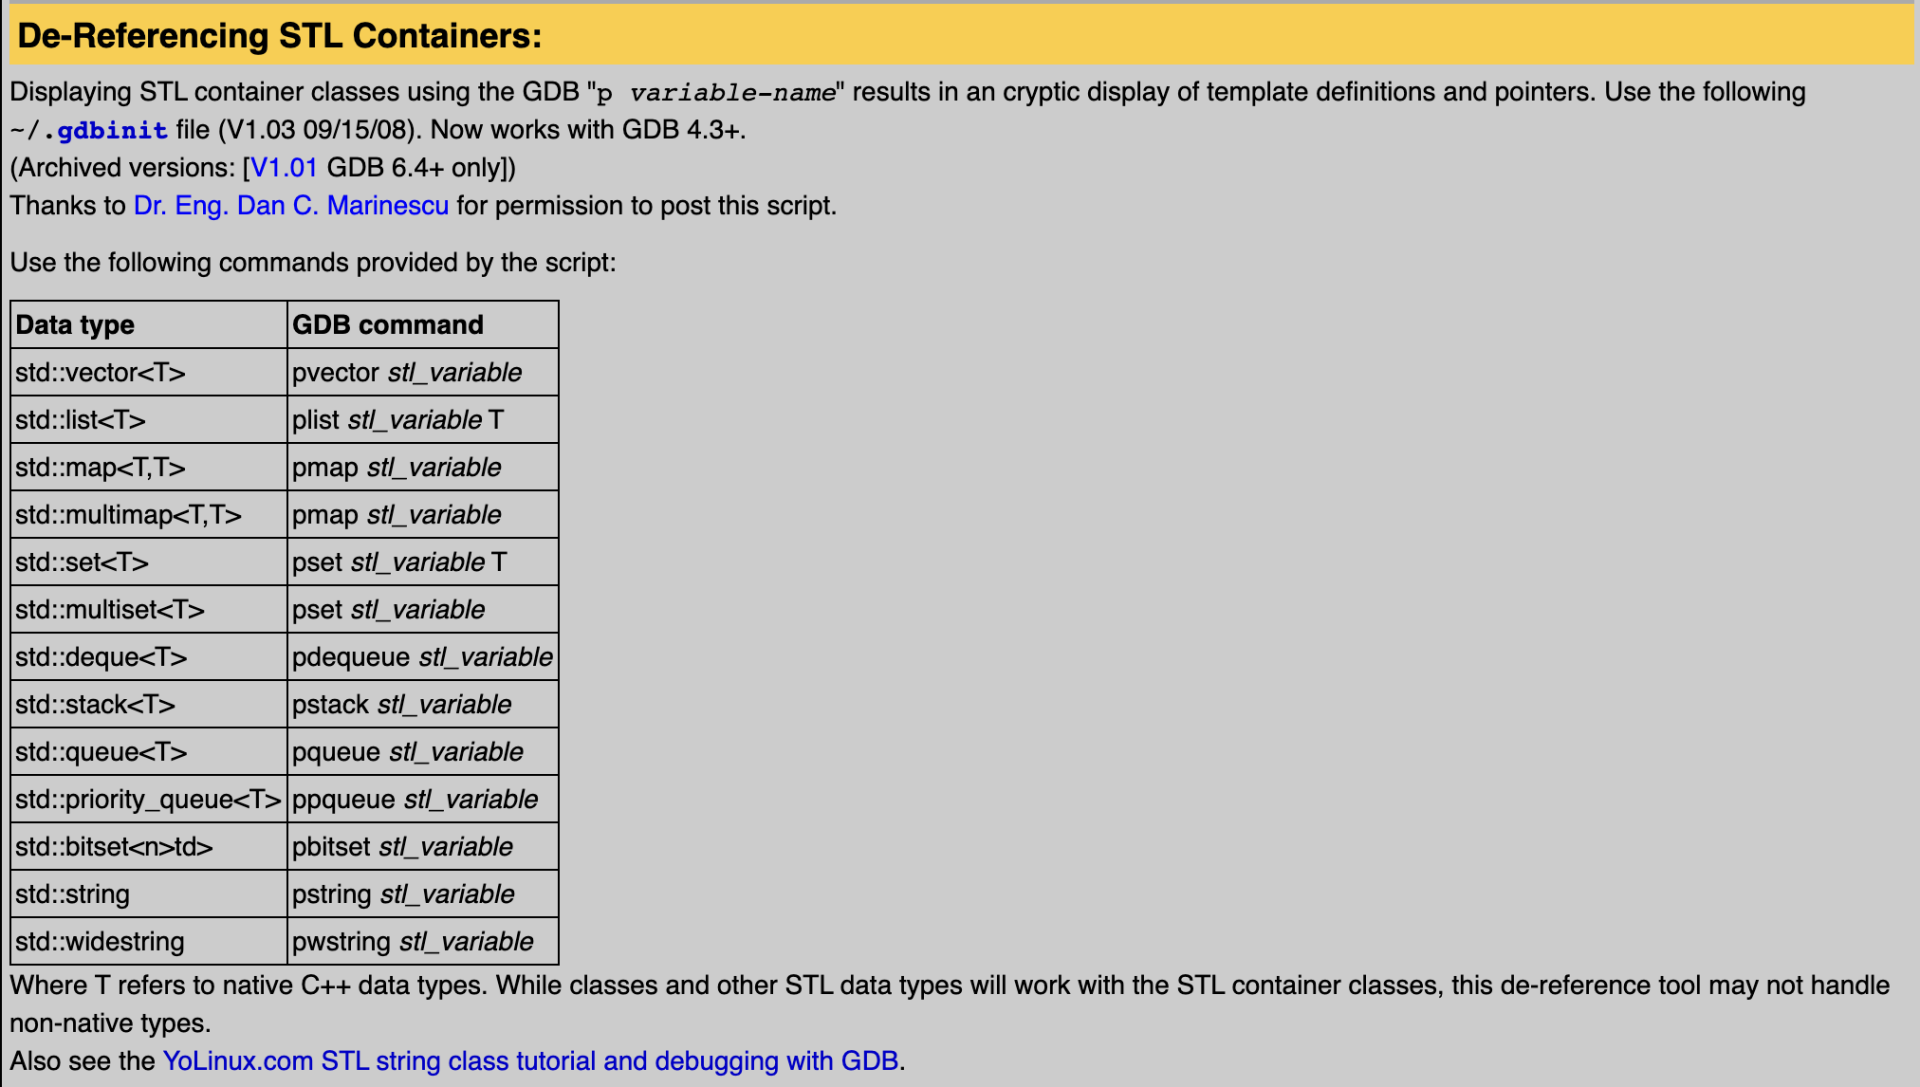 De-Referencing STL Containers:
Displaying STL container classes using the GDB "p variable-name" results in an cryptic display of template definitions and pointers. Use the following
~/.gdbinit file (V1.03 09/15/08). Now works with GDB 4.3+.
(Archived versions: [V1.01 GDB 6.4+ only])
Thanks to Dr. Eng. Dan C. Marinescu for permission to post this script.
Use the following commands provided by the script:
Data type GDB command
std::vector<T> pvector stl_variable
std::list<T> plist stl_variable T
std::map<T,T> pmap stl_variable
std::multimap<T,T> pmap stl_variable
std::set<T> pset stl_variable T
std::multiset<T> pset stl_variable
std::deque<T> pdequeue stl_variable
std::stack<T> pstack stl_variable
std::queue<T> pqueue stl_variable
std::priority_queue<T> ppqueue stl_variable
std::bitset<n>td> pbitset stl_variable
std::string pstring stl_variable
std::widestring pwstring stl_variable
Where T refers to native C++ data types. While classes and other STL data types will work with the STL container classes, this de-reference tool may not handle
non-native types.
Also see the YoLinux.com STL string class tutorial and debugging with GDB.